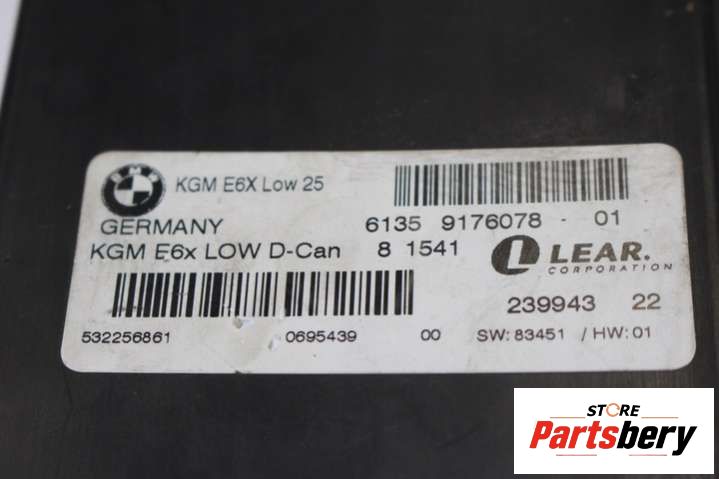 BMW
KGM E6X Low 25
GERMANY 6135 9176078 - 01
KGM E6x LOW D-Can 8 1541
LEAR.
CORPORATION
239943 22
532256861 0695439 00 SW: 83451 / HW: 01
STORE
Partsbery